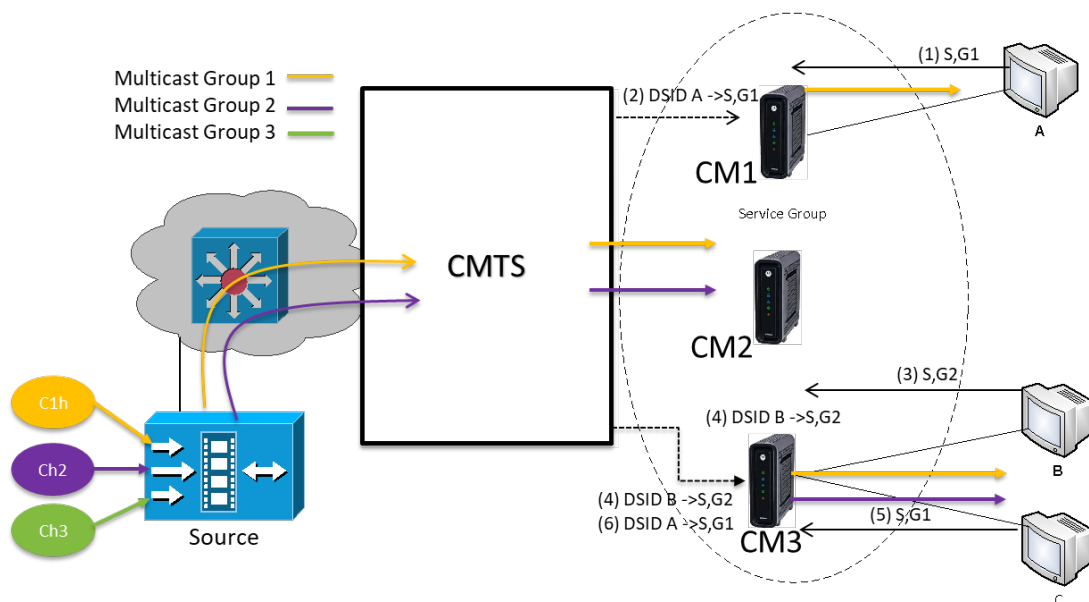 Multicast Group 1
Multicast Group 2
Multicast Group 3
(1) S,G1
A
(2) DSID A ->S,G1
CM1
Service Group
CMTS
CM2
C1h
Ch2
Ch3
Source
(3) S,G2
B
(4) DSID B ->S,G2
(4) DSID B ->S,G2
(6) DSID A ->S,G1
CM3
(5) S,G1
C